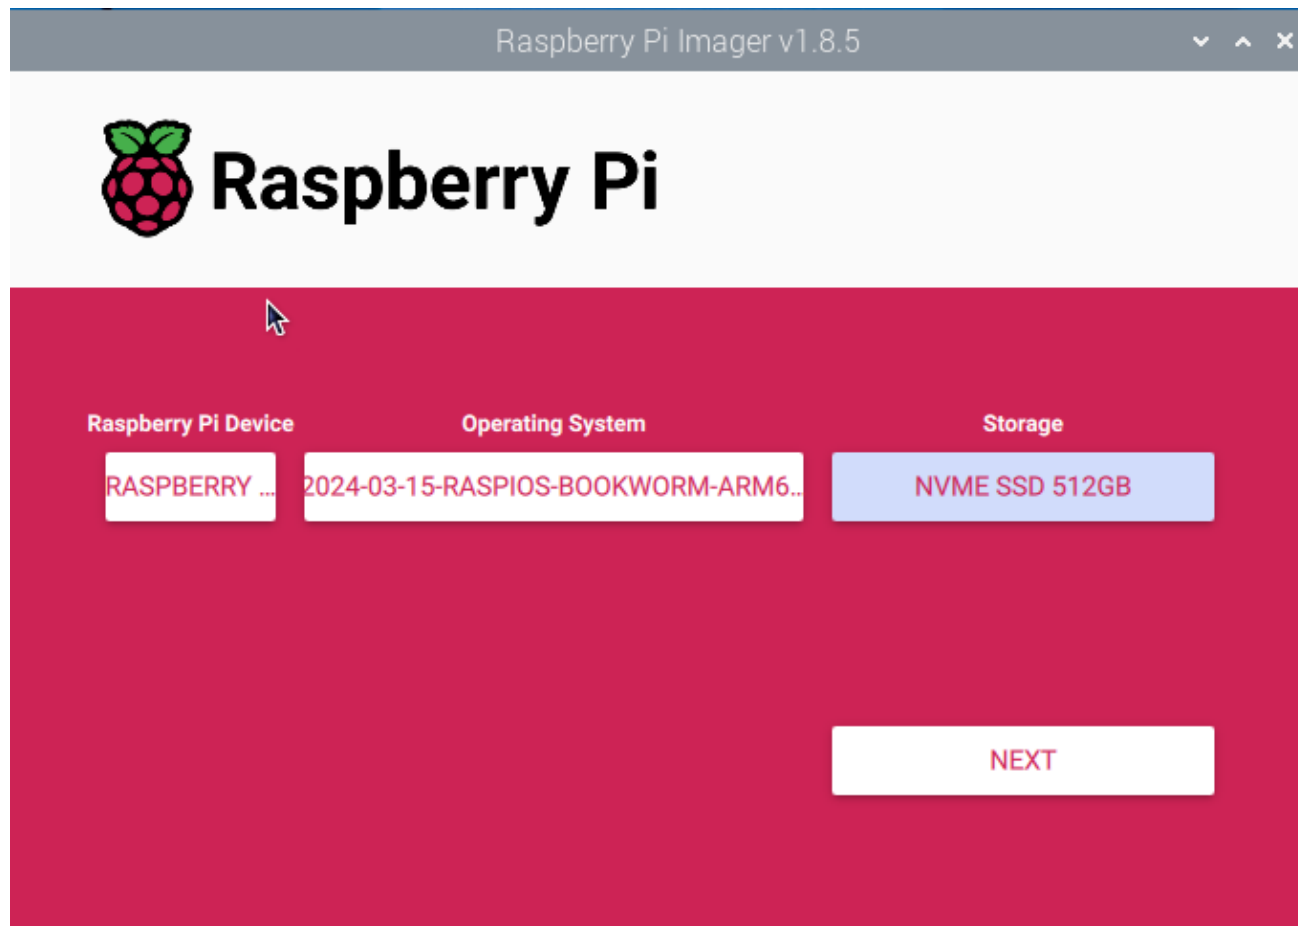 Raspberry Pi Imager v1.8.5
Raspberry Pi
Raspberry Pi Device
Operating System
Storage
RASPBERRY ...
2024-03-15-RASPIOS-BOOKWORM-ARM6...
NVME SSD 512GB
NEXT